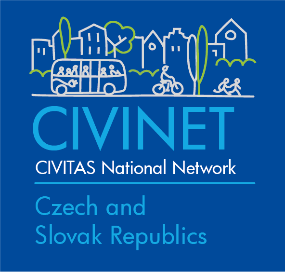 CIVINET
CIVITAS National Network
Czech and
Slovak Republics